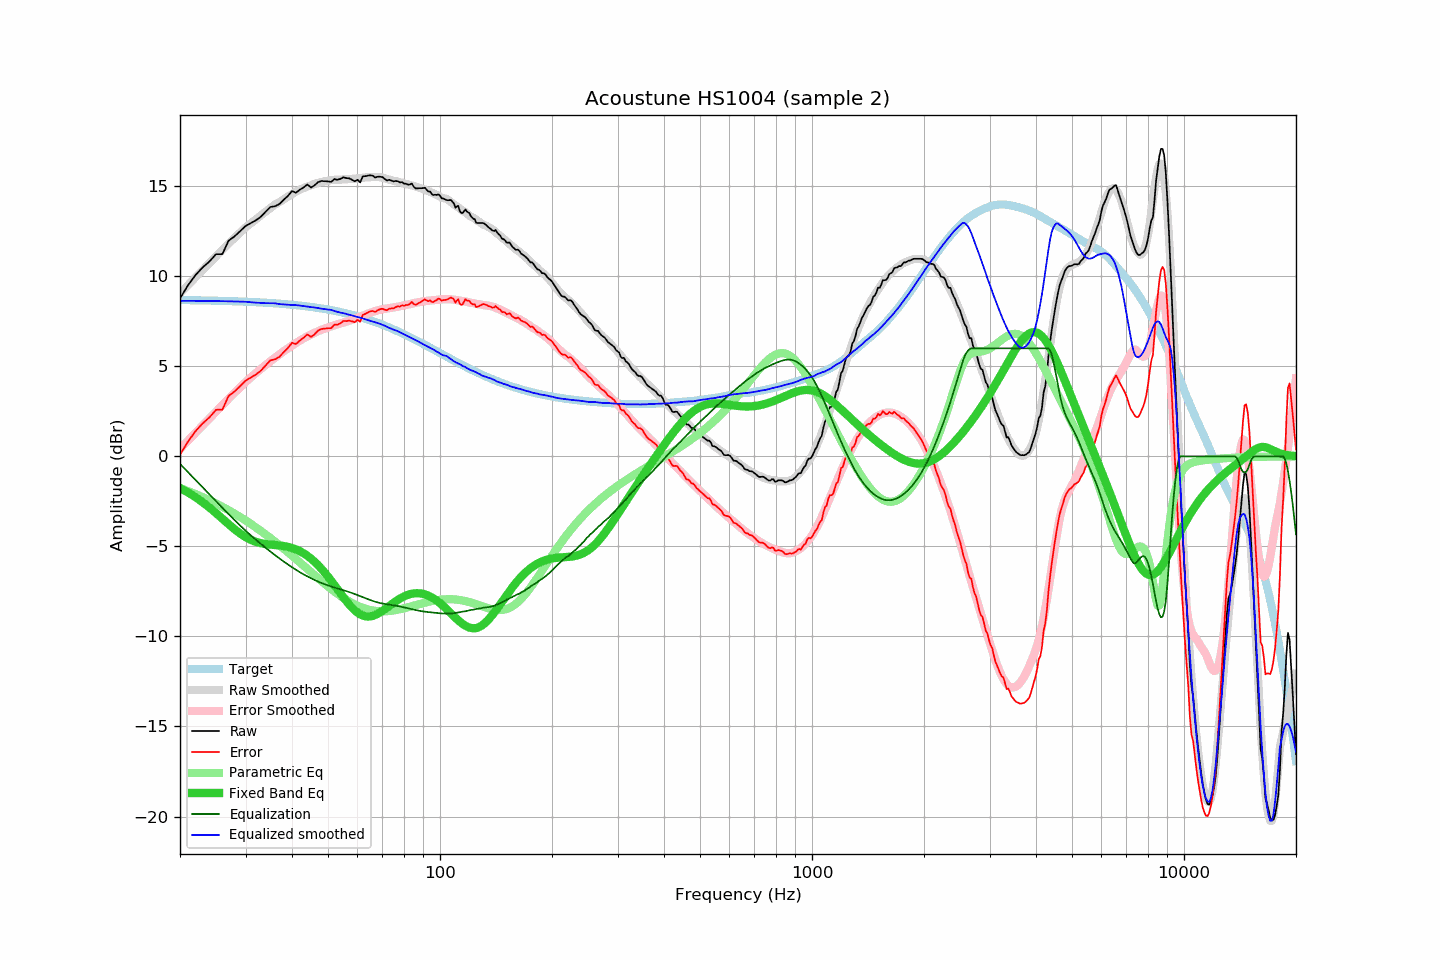 Acoustune HS1004 (sample 2)
Amplitude (dBr)
15
10
5
0
−5
−10
−15
−20
Target
Raw Smoothed
Error Smoothed
Raw
Error
Parametric Eq
Fixed Band Eq
Equalization
Equalized smoothed
100
1000
10000
Frequency (Hz)